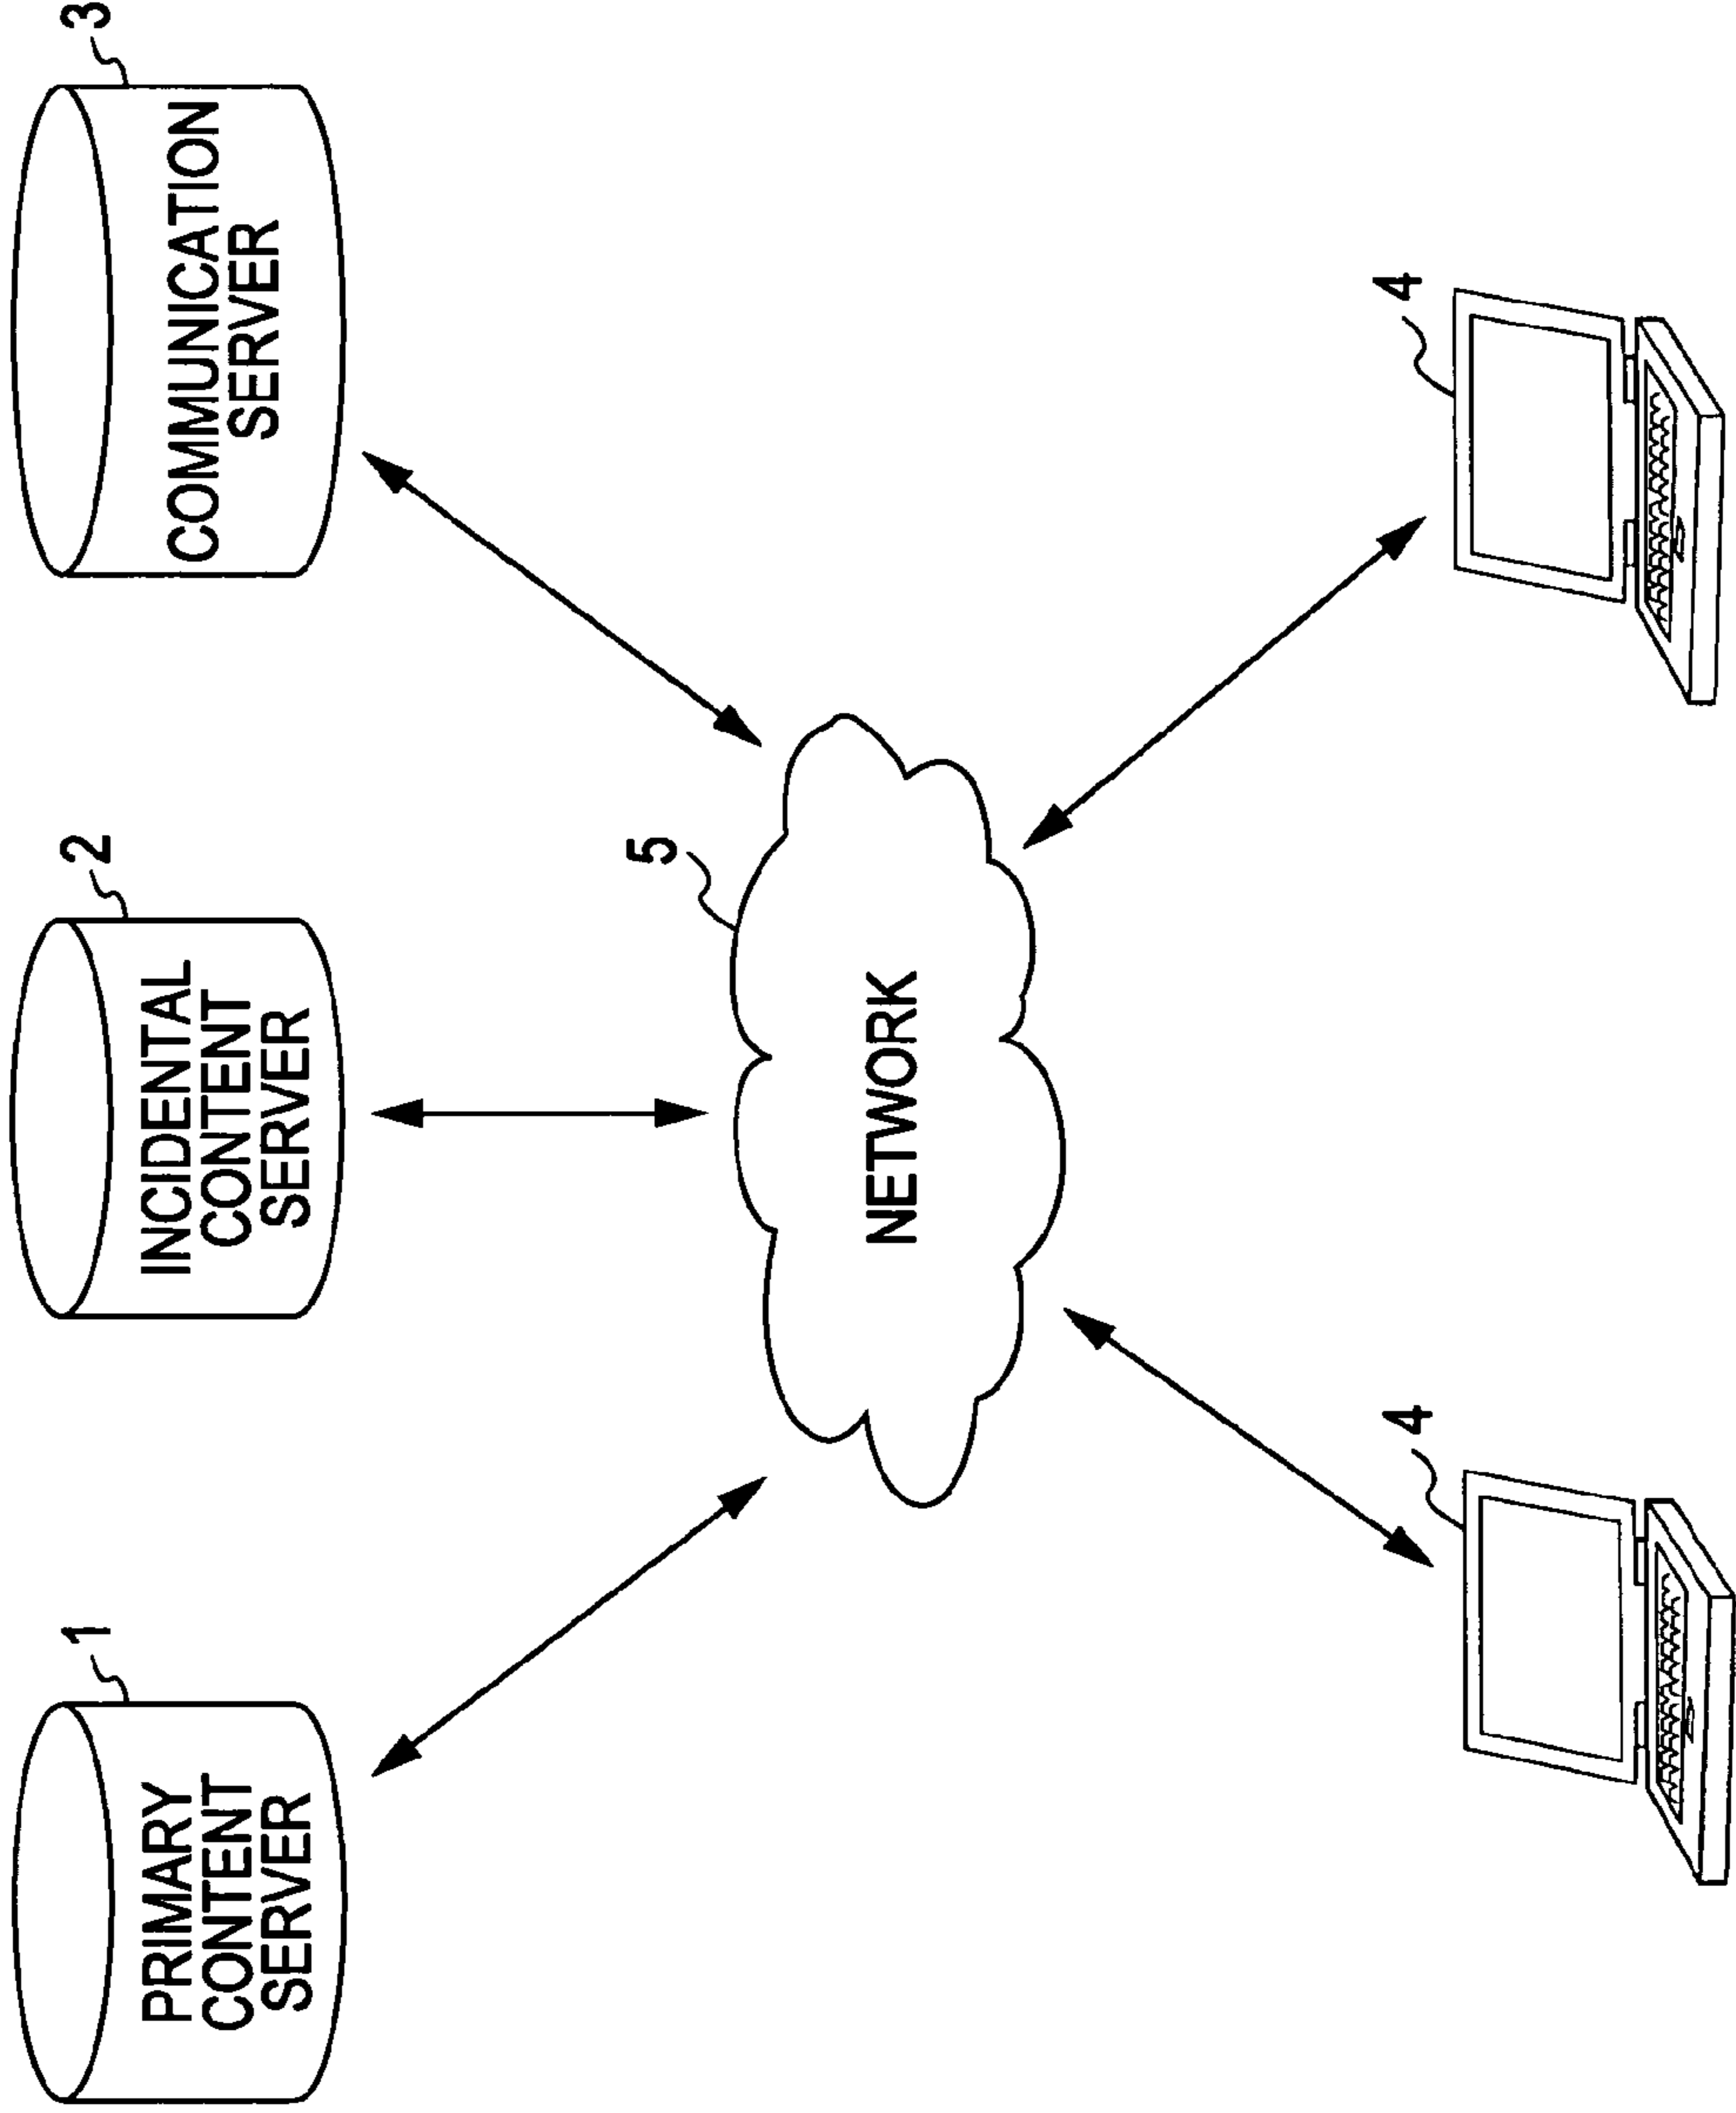 1
PRIMARY
CONTENT
SERVER
2
INCIDENTAL
CONTENT
SERVER
3
COMMUNICATION
SERVER
5
NETWORK
4
4